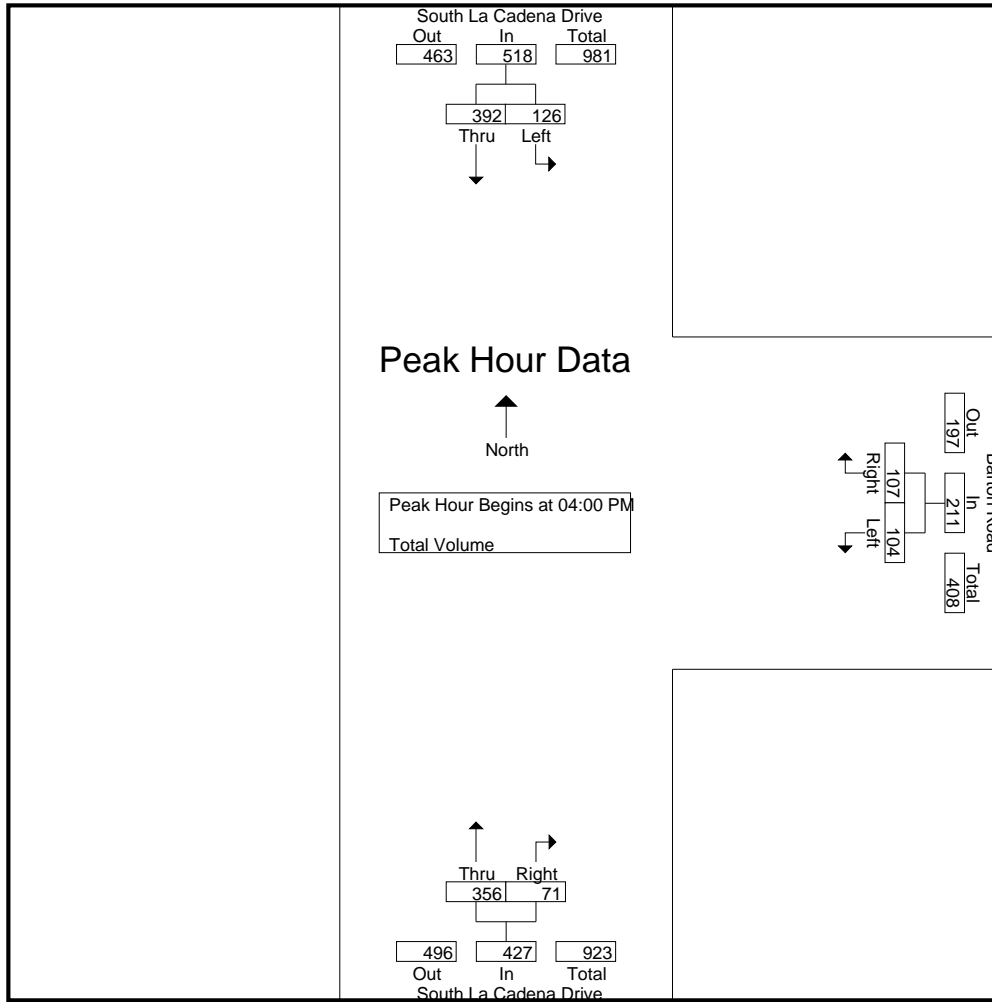 South La Cadena Drive
Out In Total
463 518 981
392 126
Thru Left
Peak Hour Data
North
Peak Hour Begins at 04:00 PM
Total Volume
Barton Road
Out In Total
197 211 408
107 104
Right Left
Thru Right
356 71
496 427 923
Out In Total
South La Cadena Drive